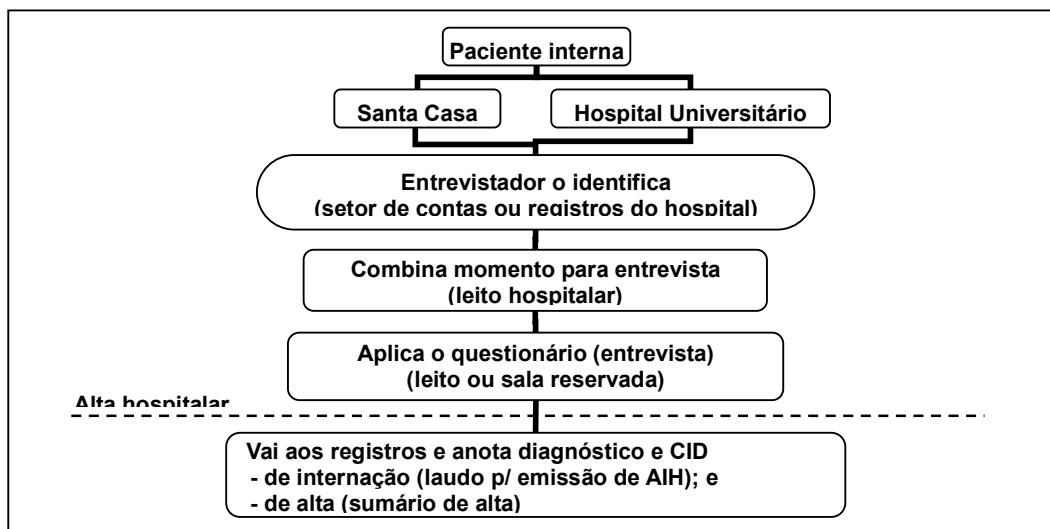 Paciente interna
Santa Casa
Hospital Universitário
Entrevistador o identifica
(setor de contas ou registros do hospital)
Combina momento para entrevista
(leito hospitalar)
Aplica o questionário (entrevista)
(leito ou sala reservada)
Alta hospitalar
Vai aos registros e anota diagnóstico e CID
- de internação (laudo p/ emissão de AIH); e
- de alta (sumário de alta)